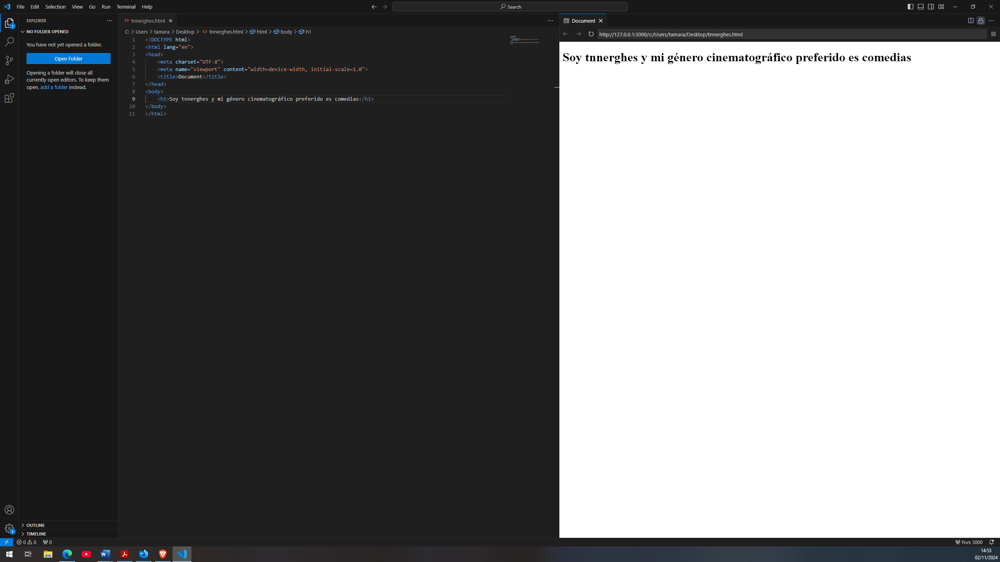 File Edit Selection View Go Run Terminal Help
Search
EXPLORER
NO FOLDER OPENED
You have not yet opened a folder.
Open Folder
Opening a folder will close all
currently open editors. To keep them
open, add a folder instead.
OUTLINE
TIMELINE
tnnerghes.html
C: > Users > tamara > Desktop > tnnerghes.html > html > body > h1
1 <!DOCTYPE html>
2 <html lang="en">
3 <head>
4 <meta charset="UTF-8">
5 <meta name="viewport" content="width=device-width, initial-scale=1.0">
6 <title>Document</title>
7 </head>
8 <body>
9 <h1>Soy tnnerghes y mi género cinematográfico preferido es comedias</h1>
10 </body>
11 </html>
Document
http://127.0.0.1:3000/c:/Users/tamara/Desktop/tnnerghes.html
Soy tnnerghes y mi género cinematográfico preferido es comedias
1
1
0 0 0
Port: 3000
14:53
02/11/2024